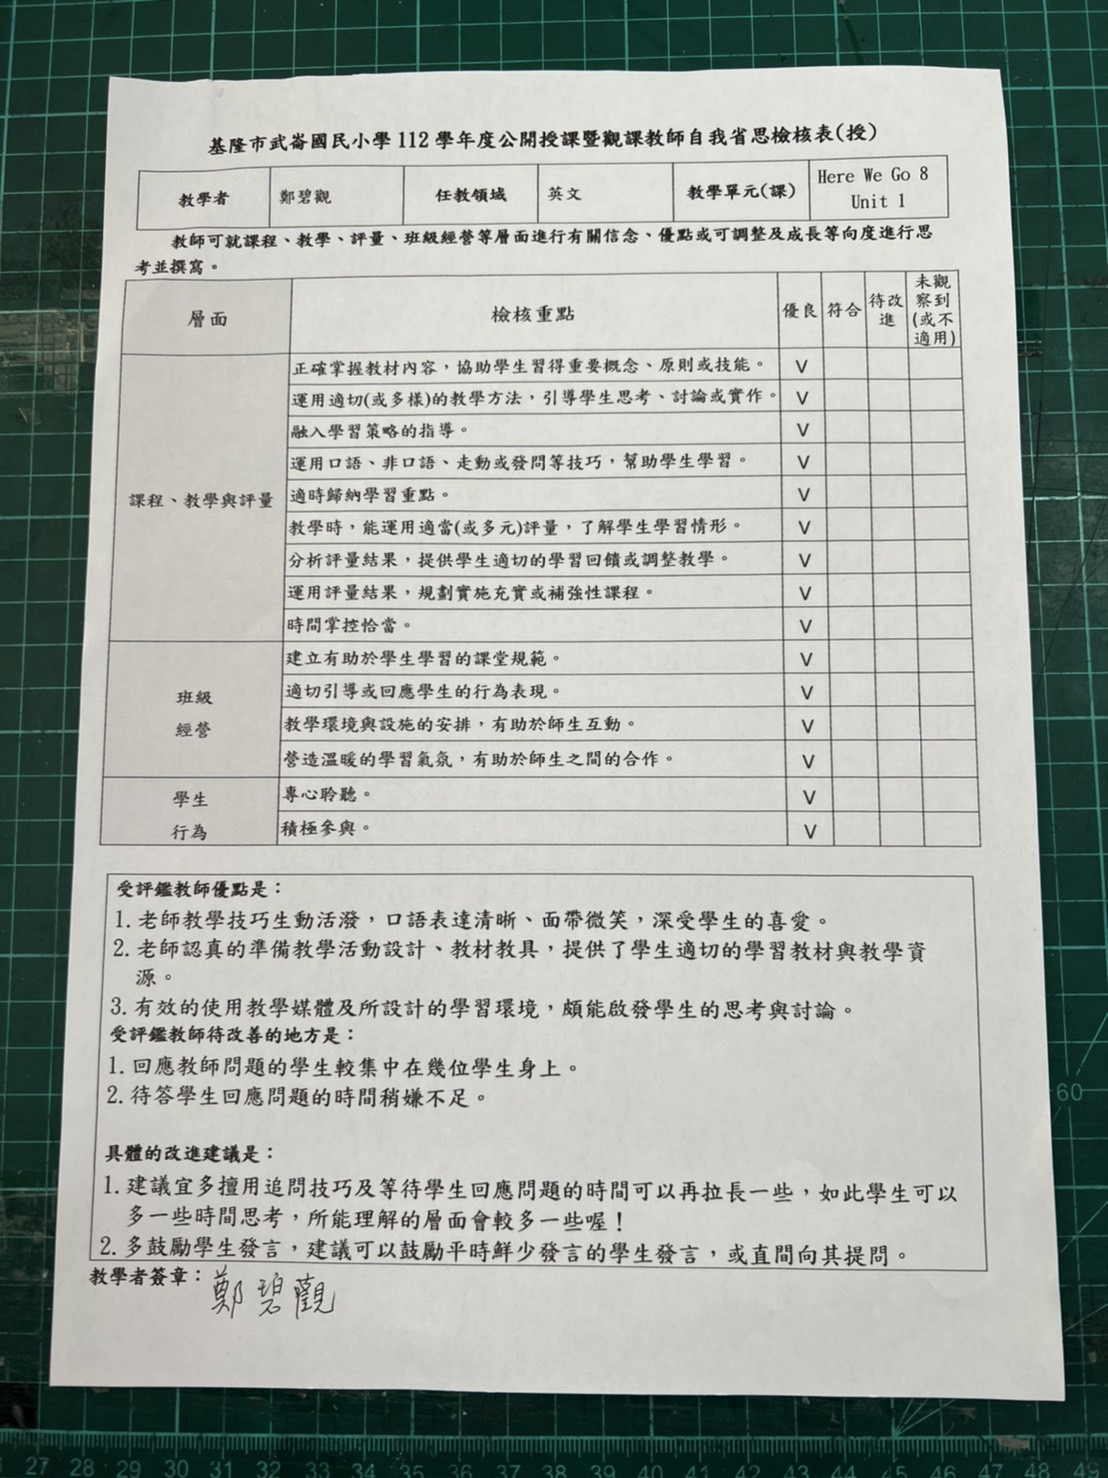 基隆市武崙國民小學 112 學年度公開授課暨觀課教師自我省思檢核表(授)
教學者 鄭碧觀 任教領域 英文 教學單元(課) Here We Go 8
Unit 1
教師可就課程、教學、評量、班級經營等層面進行有關信念、優點或可調整及成長等向度進行思
考並撰寫。
層面 檢核重點 優良 符合 待改進 未觀察到(或不適用)
課程、教學與評量
正確掌握教材內容，協助學生習得重要概念、原則或技能。 V
運用適切(或多樣)的教學方法，引導學生思考、討論或實作。 V
融入學習策略的指導。 V
運用口語、非口語、走動或發問等技巧，幫助學生學習。 V
適時歸納學習重點。 V
教學時，能運用適當(或多元)評量，了解學生學習情形。 V
分析評量結果，提供學生適切的學習回饋或調整教學。 V
運用評量結果，規劃實施充實或補強性課程。 V
時間掌控恰當。 V
班級
經營
建立有助於學生學習的課堂規範。 V
適切引導或回應學生的行為表現。 V
教學環境與設施的安排，有助於師生互動。 V
營造溫暖的學習氣氛，有助於師生之間的合作。 V
學生
行為
專心聆聽。 V
積極參與。 V
受評鑑教師優點是：
1. 老師教學技巧生動活潑，口語表達清晰、面帶微笑，深受學生的喜愛。
2. 老師認真的準備教學活動設計、教材教具，提供了學生適切的學習教材與教學資
源。
3. 有效的使用教學媒體及所設計的學習環境，頗能啟發學生的思考與討論。
受評鑑教師待改善的地方是：
1. 回應教師問題的學生較集中在幾位學生身上。
2. 待答學生回應問題的時間稍嫌不足。
具體的改進建議是：
1. 建議宜多擅用追問技巧及等待學生回應問題的時間可以再拉長一些，如此學生可以
多一些時間思考，所能理解的層面會較多一些喔！
2. 多鼓勵學生發言，建議可以鼓勵平時鮮少發言的學生發言，或直間向其提問。
教學者簽章：鄭碧觀
60
27 28 29 30 31 32 33 34 35 36 37 38 39 40 41 42 43 44 45 46 47 48 49